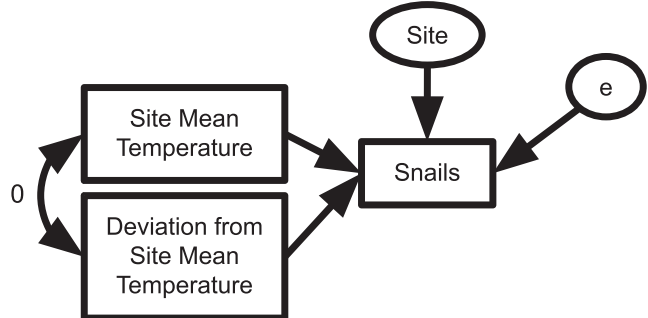 Site
e
Site Mean
Temperature
Snails
0
Deviation from
Site Mean
Temperature